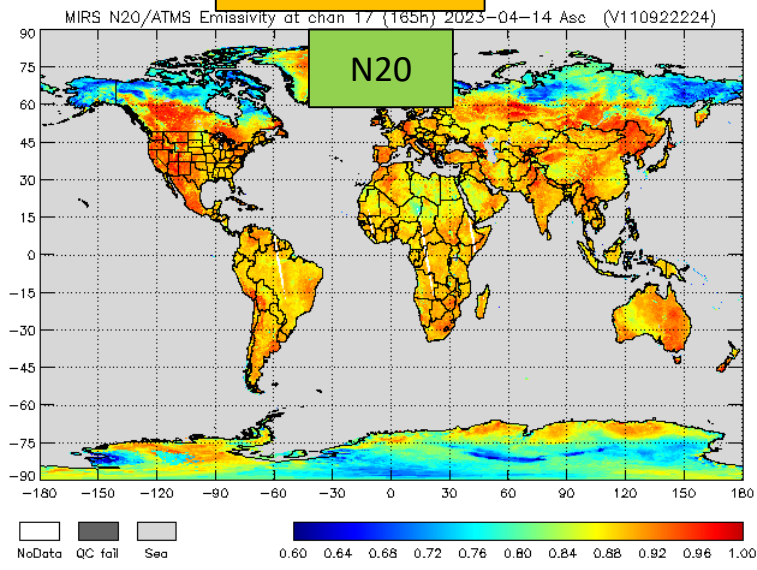 MIRS N20/ATMS Emissivity at chan 17 (165h) 2023-04-14 Asc (V110922224)
N20
90
75
60
45
30
15
0
-15
-30
-45
-60
-75
-90
-180 -150 -120 -90 -60 -30 0 30 60 90 120 150 180
NoData QC fail Sea
0.60 0.64 0.68 0.72 0.76 0.80 0.84 0.88 0.92 0.96 1.00